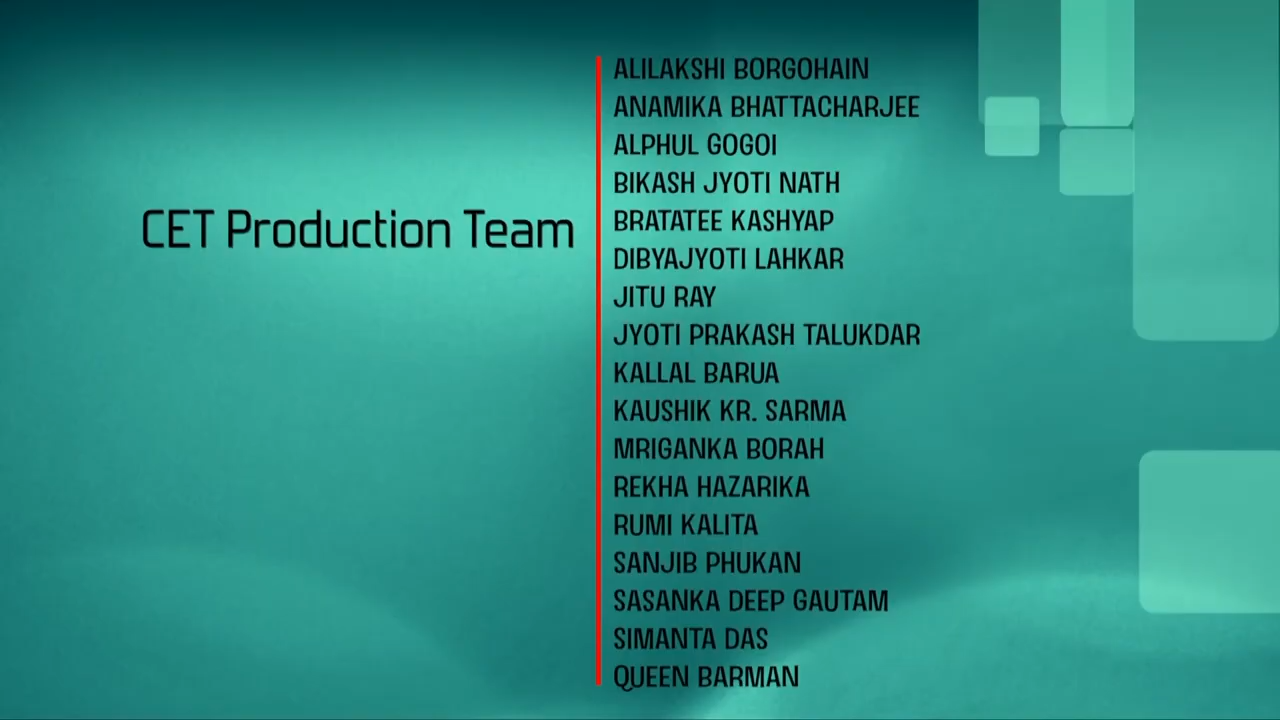 CET Production Team
ALILAKSHI BORGOHAIN
ANAMIKA BHATTACHARJEE
ALPHUL GOGOI
BIKASH JYOTI NATH
BRATATEE KASHYAP
DIBYAJYOTI LAHKAR
JITU RAY
JYOTI PRAKASH TALUKDAR
KALLAL BARUA
KAUSHIK KR. SARMA
MRIGANKA BORAH
REKHA HAZARIKA
RUMI KALITA
SANJIB PHUKAN
SASANKA DEEP GAUTAM
SIMANTA DAS
QUEEN BARMAN